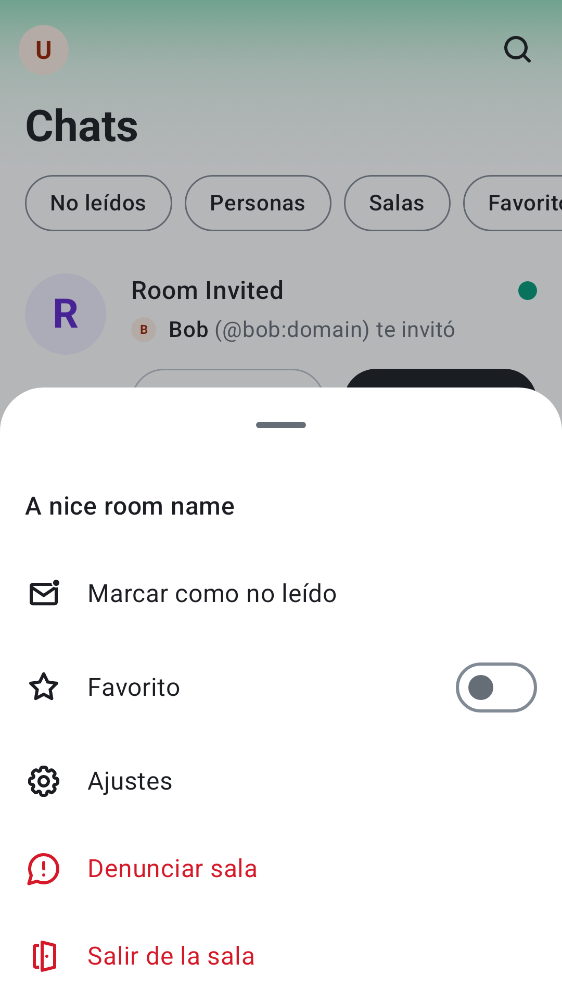 U
Chats
No leídos
Personas
Salas
Favorito
R
Room Invited
B
Bob (@bob:domain) te invitó
A nice room name
Marcar como no leído
Favorito
Ajustes
Denunciar sala
Salir de la sala